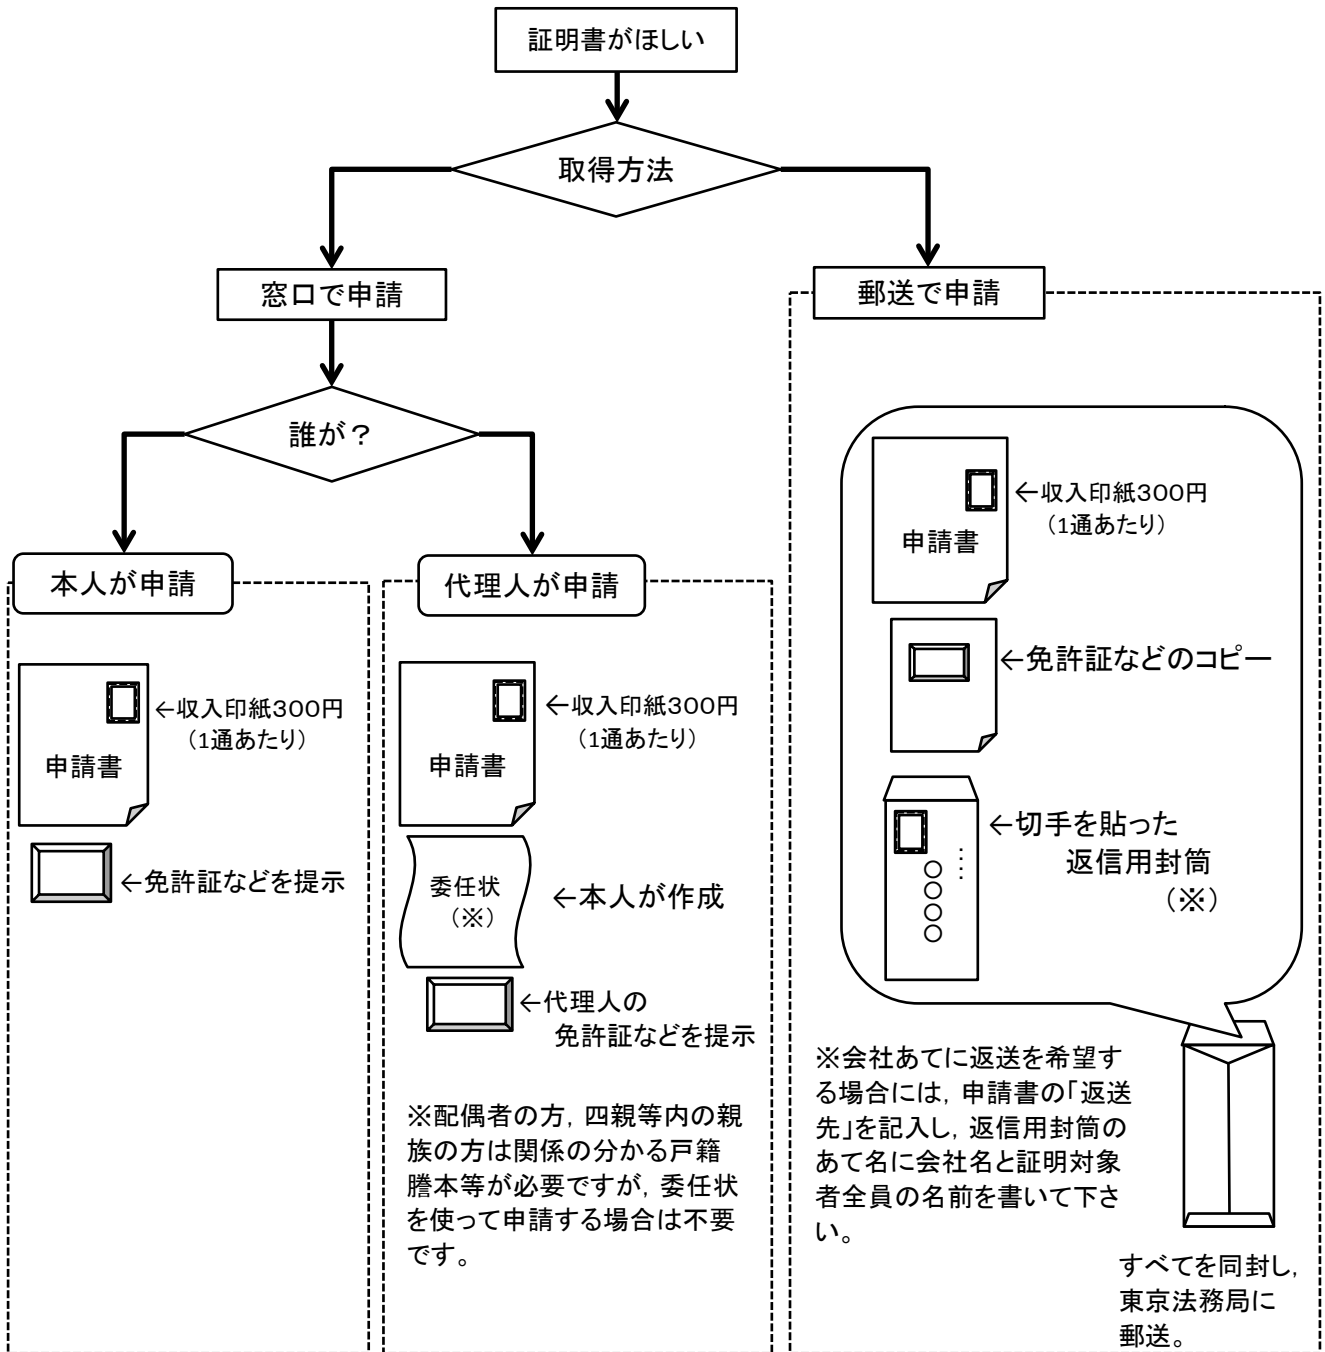 証明書がほしい
取得方法
窓口で申請
郵送で申請
誰が？
本人が申請
代理人が申請
←収入印紙300円
（1通あたり）
申請書
←免許証などを提示
←収入印紙300円
（1通あたり）
申請書
委任状
（※）
←本人が作成
←代理人の
免許証などを提示
※配偶者の方，四親等内の親
族の方は関係の分かる戸籍
謄本等が必要ですが，委任状
を使って申請する場合は不要
です。
←収入印紙300円
（1通あたり）
申請書
←免許証などのコピー
←切手を貼った
返信用封筒
（※）
○○○○
※会社あてに返送を希望す
る場合には，申請書の「返送
先」を記入し，返信用封筒の
あて名に会社名と証明対象
者全員の名前を書いて下さ
い。
すべてを同封し，
東京法務局に
郵送。